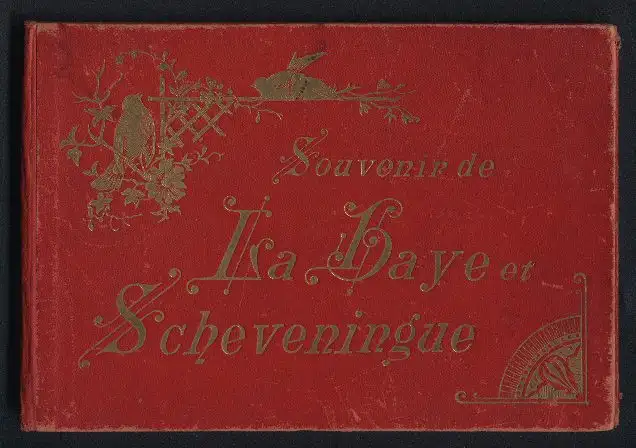 Souvenir de
La Haye et
Scheveningue